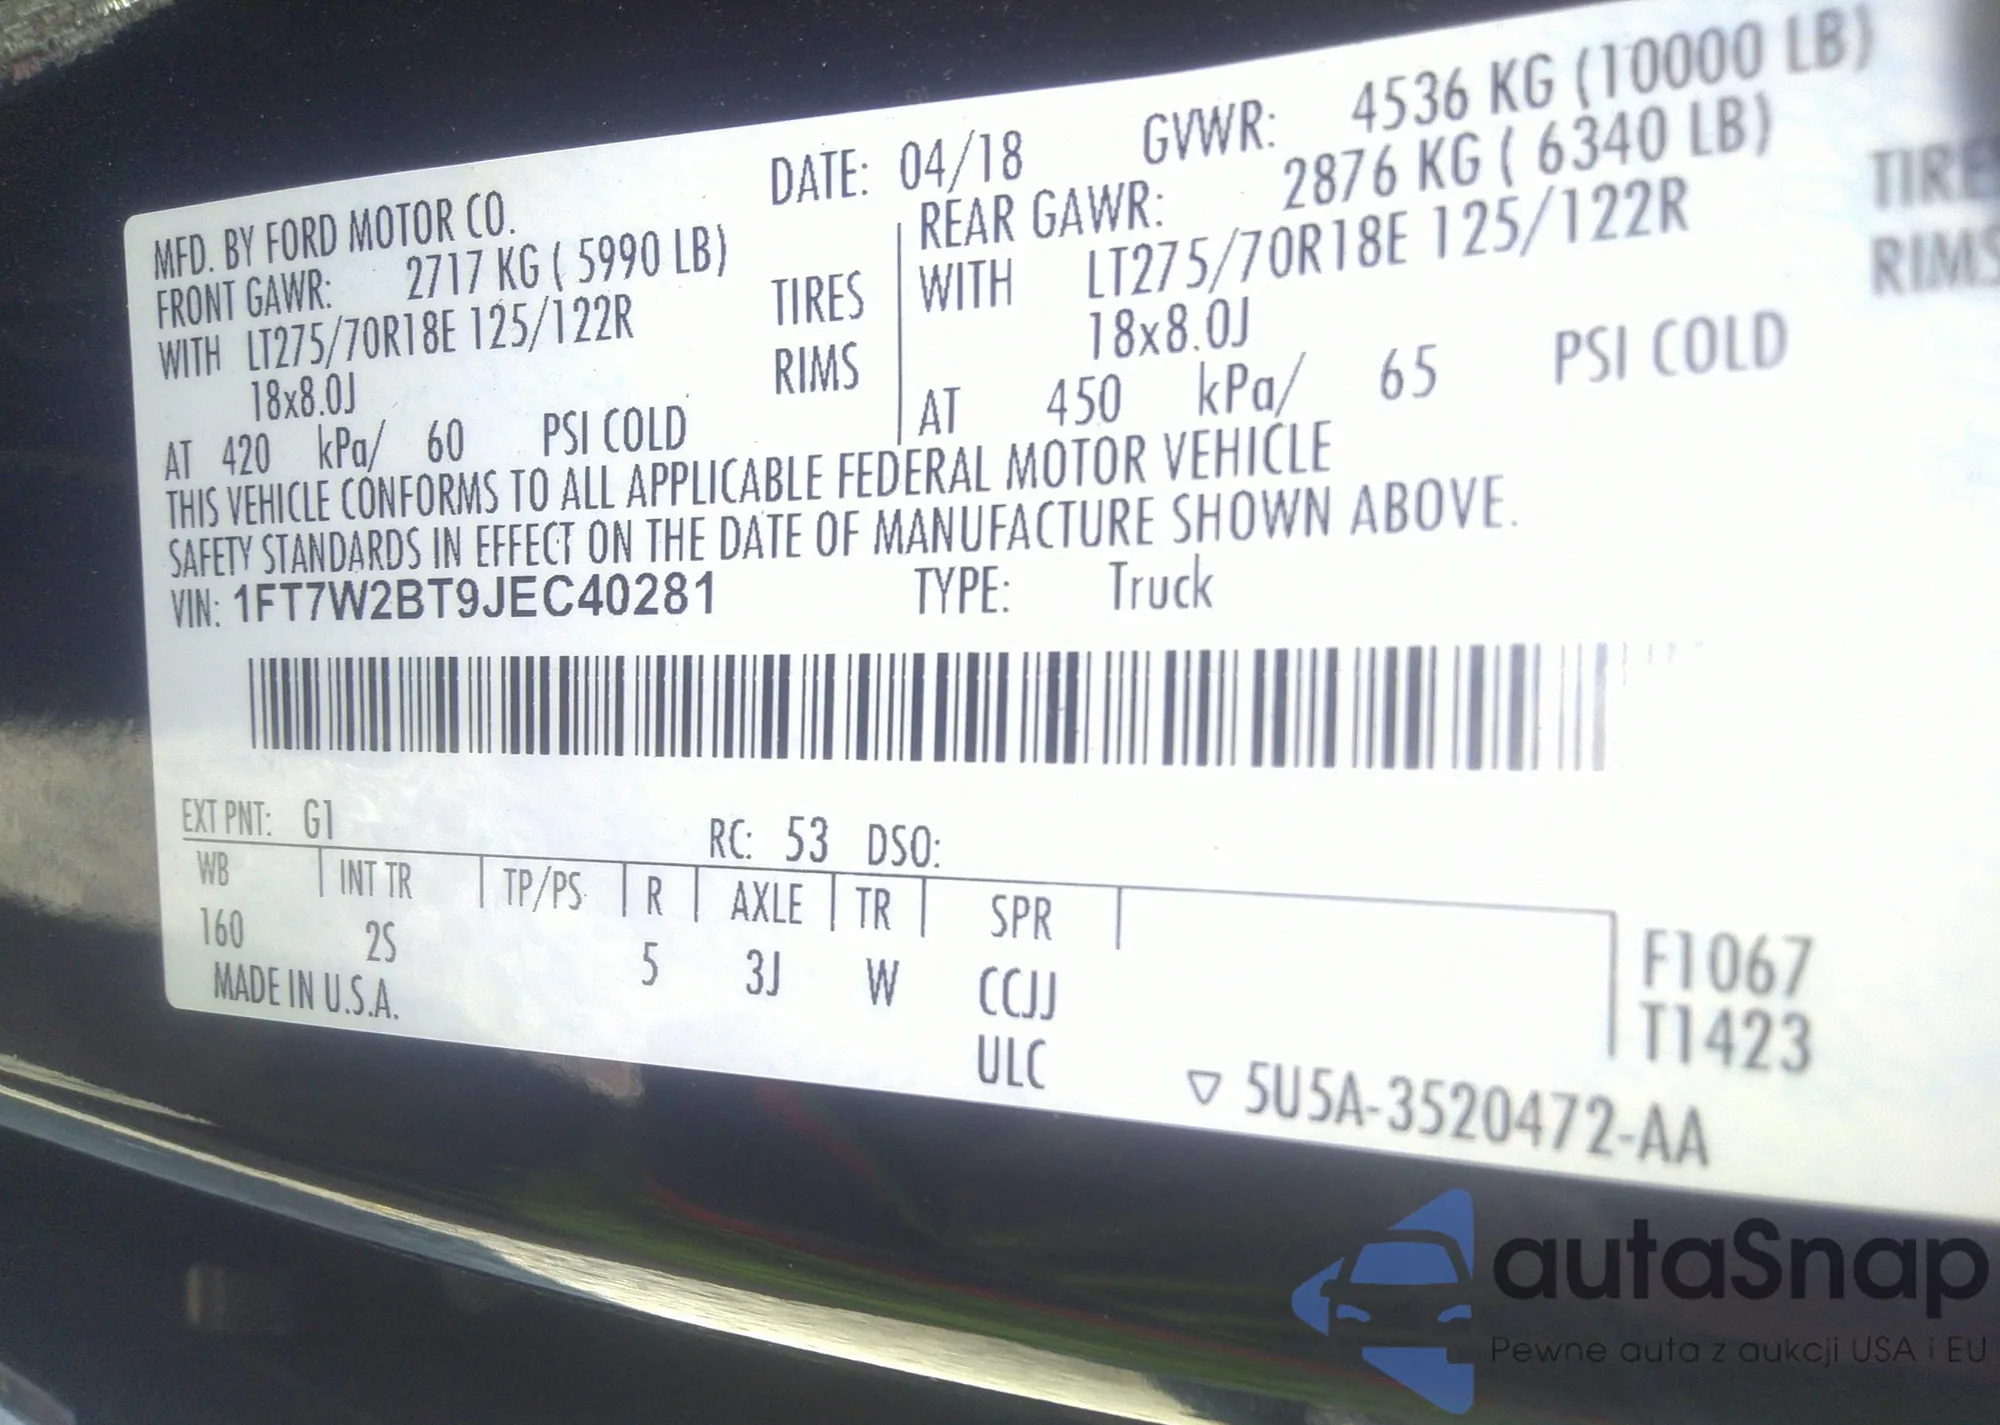 MFD. BY FORD MOTOR CO. DATE: 04/18 GVWR: 4536 KG (10000 LB)
FRONT GAWR: 2717 KG ( 5990 LB) REAR GAWR: 2876 KG ( 6340 LB)
WITH LT275/70R18E 125/122R TIRES WITH LT275/70R18E 125/122R TIRES
18x8.0J RIMS 18x8.0J RIMS
AT 420 kPa/ 60 PSI COLD AT 450 kPa/ 65 PSI COLD
THIS VEHICLE CONFORMS TO ALL APPLICABLE FEDERAL MOTOR VEHICLE
SAFETY STANDARDS IN EFFECT ON THE DATE OF MANUFACTURE SHOWN ABOVE.
VIN: 1FT7W2BT9JEC40281 TYPE: Truck
EXT PNT: G1 RC: 53 DSO:
WB INT TR TP/PS R AXLE TR SPR
160 2S 5 3J W CCJJ
F1067
MADE IN U.S.A. ULC
T1423
▽ 5U5A-3520472-AA
autaSnap
Pewne auta z aukcji USA i EU